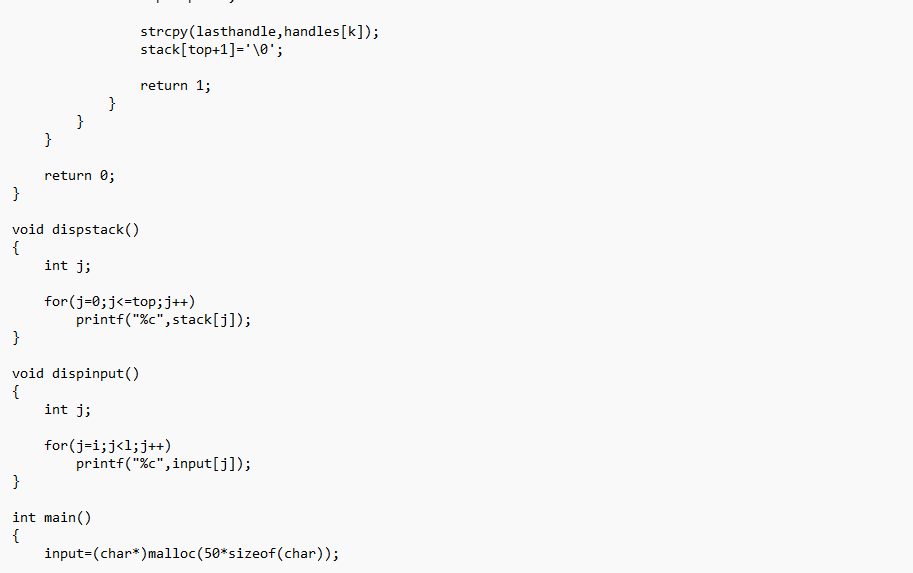 strcpy(lasthandle,handles[k]);
stack[top+1]='\0';
return 1;
}
}
}
return 0;
}
void dispstack()
{
int j;
for(j=0;j<=top;j++)
printf("%c",stack[j]);
}
void dispinput()
{
int j;
for(j=i;j<l;j++)
printf("%c",input[j]);
}
int main()
{
input=(char*)malloc(50*sizeof(char));